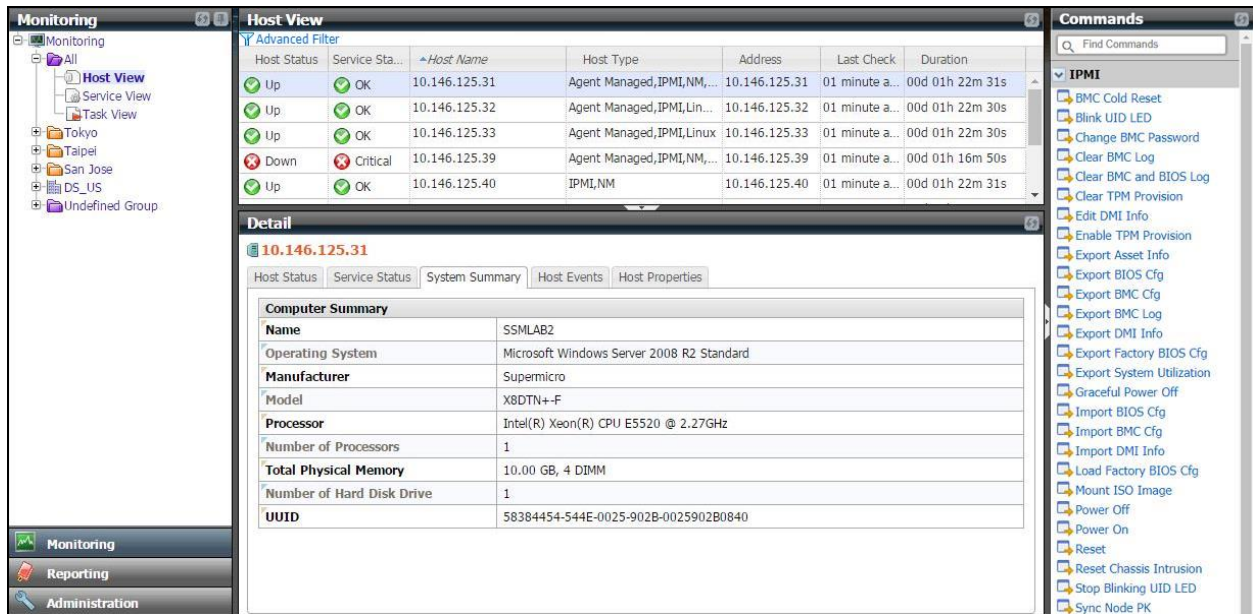 Monitoring
Monitoring
All
Host View
Service View
Task View
Tokyo
Taipei
San Jose
DS_US
Undefined Group
Monitoring
Reporting
Administration
Host View
Advanced Filter
Host Status Service Sta... Host Name Host Type Address Last Check Duration
Up OK 10.146.125.31 Agent Managed,IPMI,NM,... 10.146.125.31 01 minute a... 00d 01h 22m 31s
Up OK 10.146.125.32 Agent Managed,IPMI,Lin... 10.146.125.32 01 minute a... 00d 01h 22m 30s
Up OK 10.146.125.33 Agent Managed,IPMI,Linux 10.146.125.33 01 minute a... 00d 01h 22m 30s
Down Critical 10.146.125.39 Agent Managed,IPMI,NM,... 10.146.125.39 01 minute a... 00d 01h 16m 50s
Up OK 10.146.125.40 IPMI,NM 10.146.125.40 01 minute a... 00d 01h 22m 31s
Detail
10.146.125.31
Host Status Service Status System Summary Host Events Host Properties
Computer Summary
Name SSMLAB2
Operating System Microsoft Windows Server 2008 R2 Standard
Manufacturer Supermicro
Model X8DTN+-F
Processor Intel(R) Xeon(R) CPU E5520 @ 2.27GHz
Number of Processors 1
Total Physical Memory 10.00 GB, 4 DIMM
Number of Hard Disk Drive 1
UUID 58384454-544E-0025-902B-0025902B0840
Commands
Find Commands
IPMI
BMC Cold Reset
Blink UID LED
Change BMC Password
Clear BMC Log
Clear BMC and BIOS Log
Clear TPM Provision
Edit DMI Info
Enable TPM Provision
Export Asset Info
Export BIOS Cfg
Export BMC Cfg
Export BMC Log
Export DMI Info
Export Factory BIOS Cfg
Export System Utilization
Graceful Power Off
Import BIOS Cfg
Import BMC Cfg
Import DMI Info
Load Factory BIOS Cfg
Mount ISO Image
Power Off
Power On
Reset
Reset Chassis Intrusion
Stop Blinking UID LED
Sync Node PK